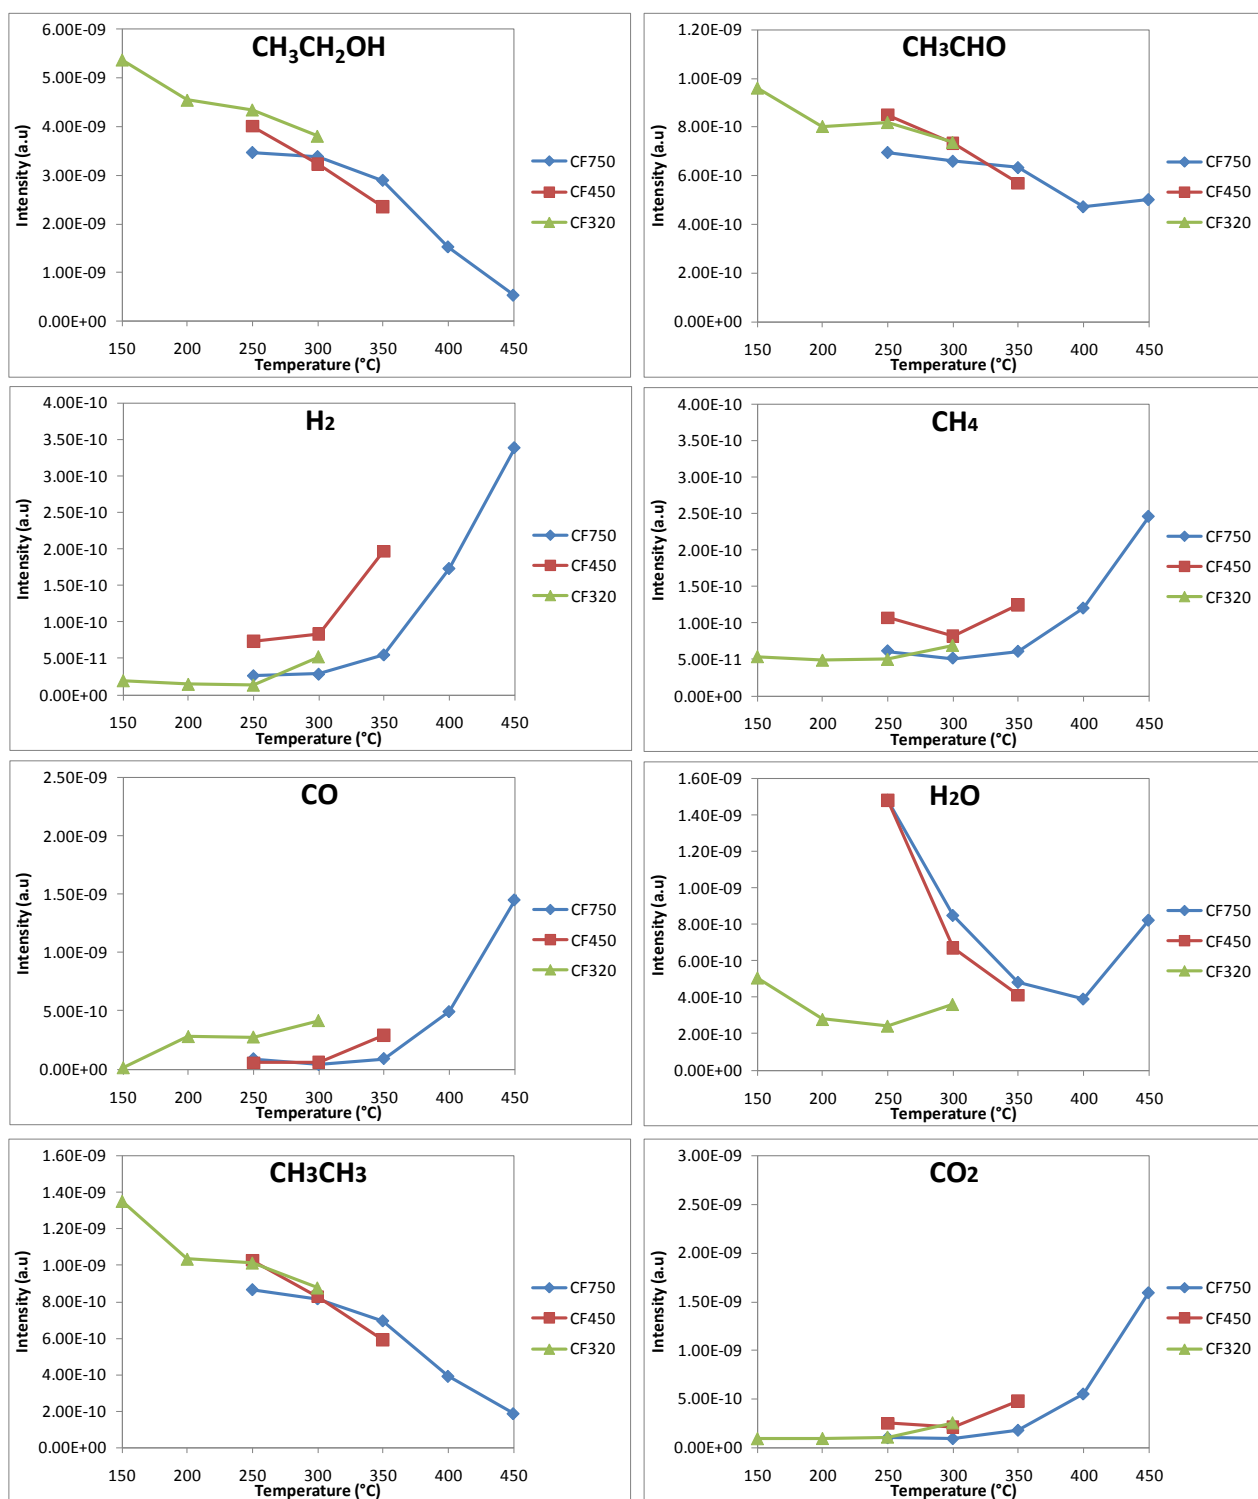 CH3CH2OH
6.00E-09
5.00E-09
4.00E-09
3.00E-09
2.00E-09
1.00E-09
0.00E+00
Intensity (a.u)
150 200 250 300 350 400 450
Temperature (°C)
CF750
CF450
CF320
CH3CHO
1.20E-09
1.00E-09
8.00E-10
6.00E-10
4.00E-10
2.00E-10
0.00E+00
Intensity (a.u)
150 200 250 300 350 400 450
Temperature (°C)
CF750
CF450
CF320
H2
4.00E-10
3.50E-10
3.00E-10
2.50E-10
2.00E-10
1.50E-10
1.00E-10
5.00E-11
0.00E+00
Intensity (a.u)
150 200 250 300 350 400 450
Temperature (°C)
CF750
CF450
CF320
CH4
4.00E-10
3.50E-10
3.00E-10
2.50E-10
2.00E-10
1.50E-10
1.00E-10
5.00E-11
0.00E+00
Intensity (a.u)
150 200 250 300 350 400 450
Temperature (°C)
CF750
CF450
CF320
CO
2.50E-09
2.00E-09
1.50E-09
1.00E-09
5.00E-10
0.00E+00
Intensity (a.u)
150 200 250 300 350 400 450
Temperature (°C)
CF750
CF450
CF320
H2O
1.60E-09
1.40E-09
1.20E-09
1.00E-09
8.00E-10
6.00E-10
4.00E-10
2.00E-10
0.00E+00
Intensity (a.u)
150 200 250 300 350 400 450
Temperature (°C)
CF750
CF450
CF320
CH3CH3
1.60E-09
1.40E-09
1.20E-09
1.00E-09
8.00E-10
6.00E-10
4.00E-10
2.00E-10
0.00E+00
Intensity (a.u)
150 200 250 300 350 400 450
Temperature (°C)
CF750
CF450
CF320
CO2
3.00E-09
2.50E-09
2.00E-09
1.50E-09
1.00E-09
5.00E-10
0.00E+00
Intensity (a.u)
150 200 250 300 350 400 450
Temperature (°C)
CF750
CF450
CF320